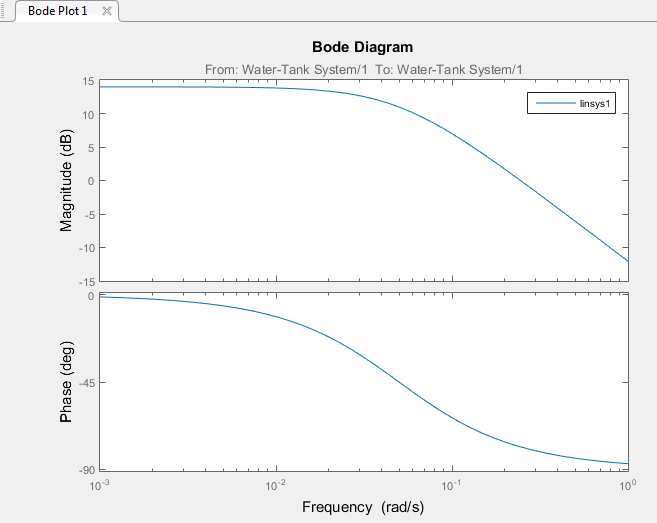 Bode Plot 1
Bode Diagram
From: Water-Tank System/1 To: Water-Tank System/1
15
10
5
0
-5
-10
-15
Magnitude (dB)
linsys1
0
-45
-90
Phase (deg)
10^-3 10^-2 10^-1 10^0
Frequency (rad/s)